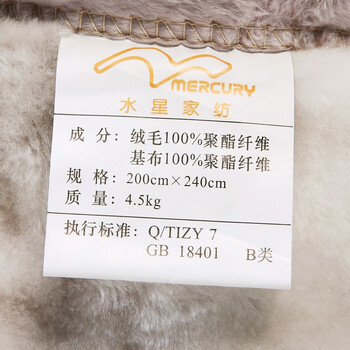 MERCURY
水星家纺
成 分: 绒毛100%聚酯纤维
基布100%聚酯纤维
规 格: 200cm×240cm
质 量: 4.5kg
执行标准: Q/TIZY 7
GB 18401 B类